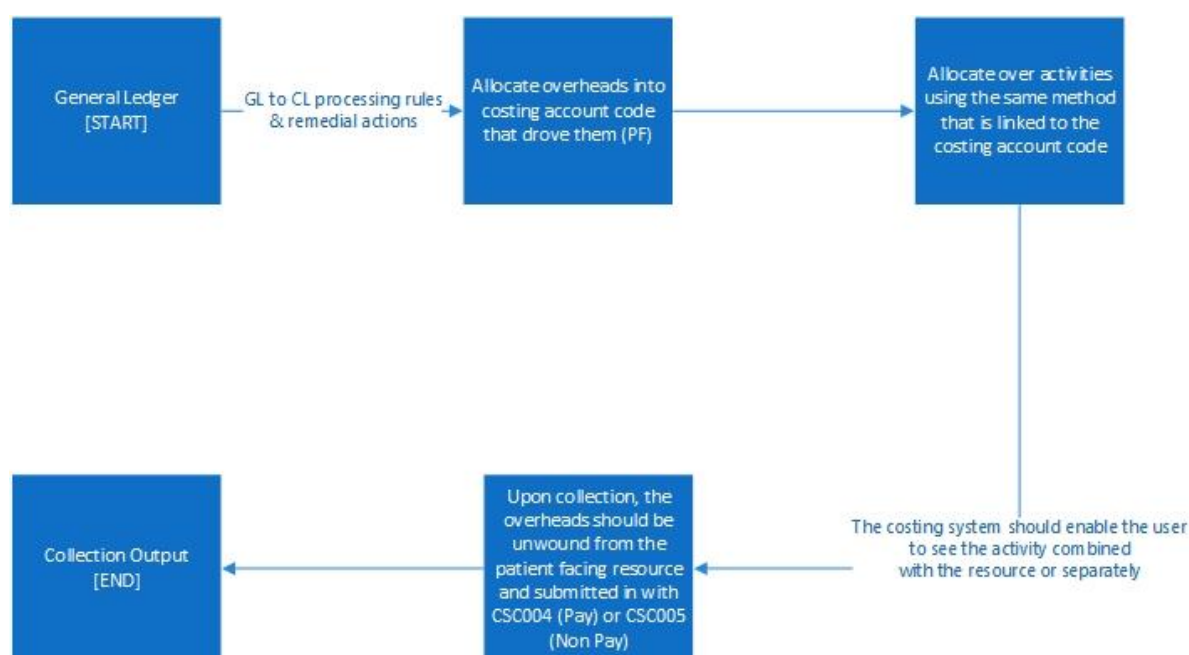 General Ledger
[START]
GL to CL processing rules
& remedial actions
Allocate overheads into
costing account code
that drove them (PF)
Allocate over activities
using the same method
that is linked to the
costing account code
The costing system should enable the user
to see the activity combined
with the resource or separately
Upon collection, the
overheads should be
unwound from the
patient facing resource
and submitted in with
CSC004 (Pay) or CSC005
(Non Pay)
Collection Output
[END]